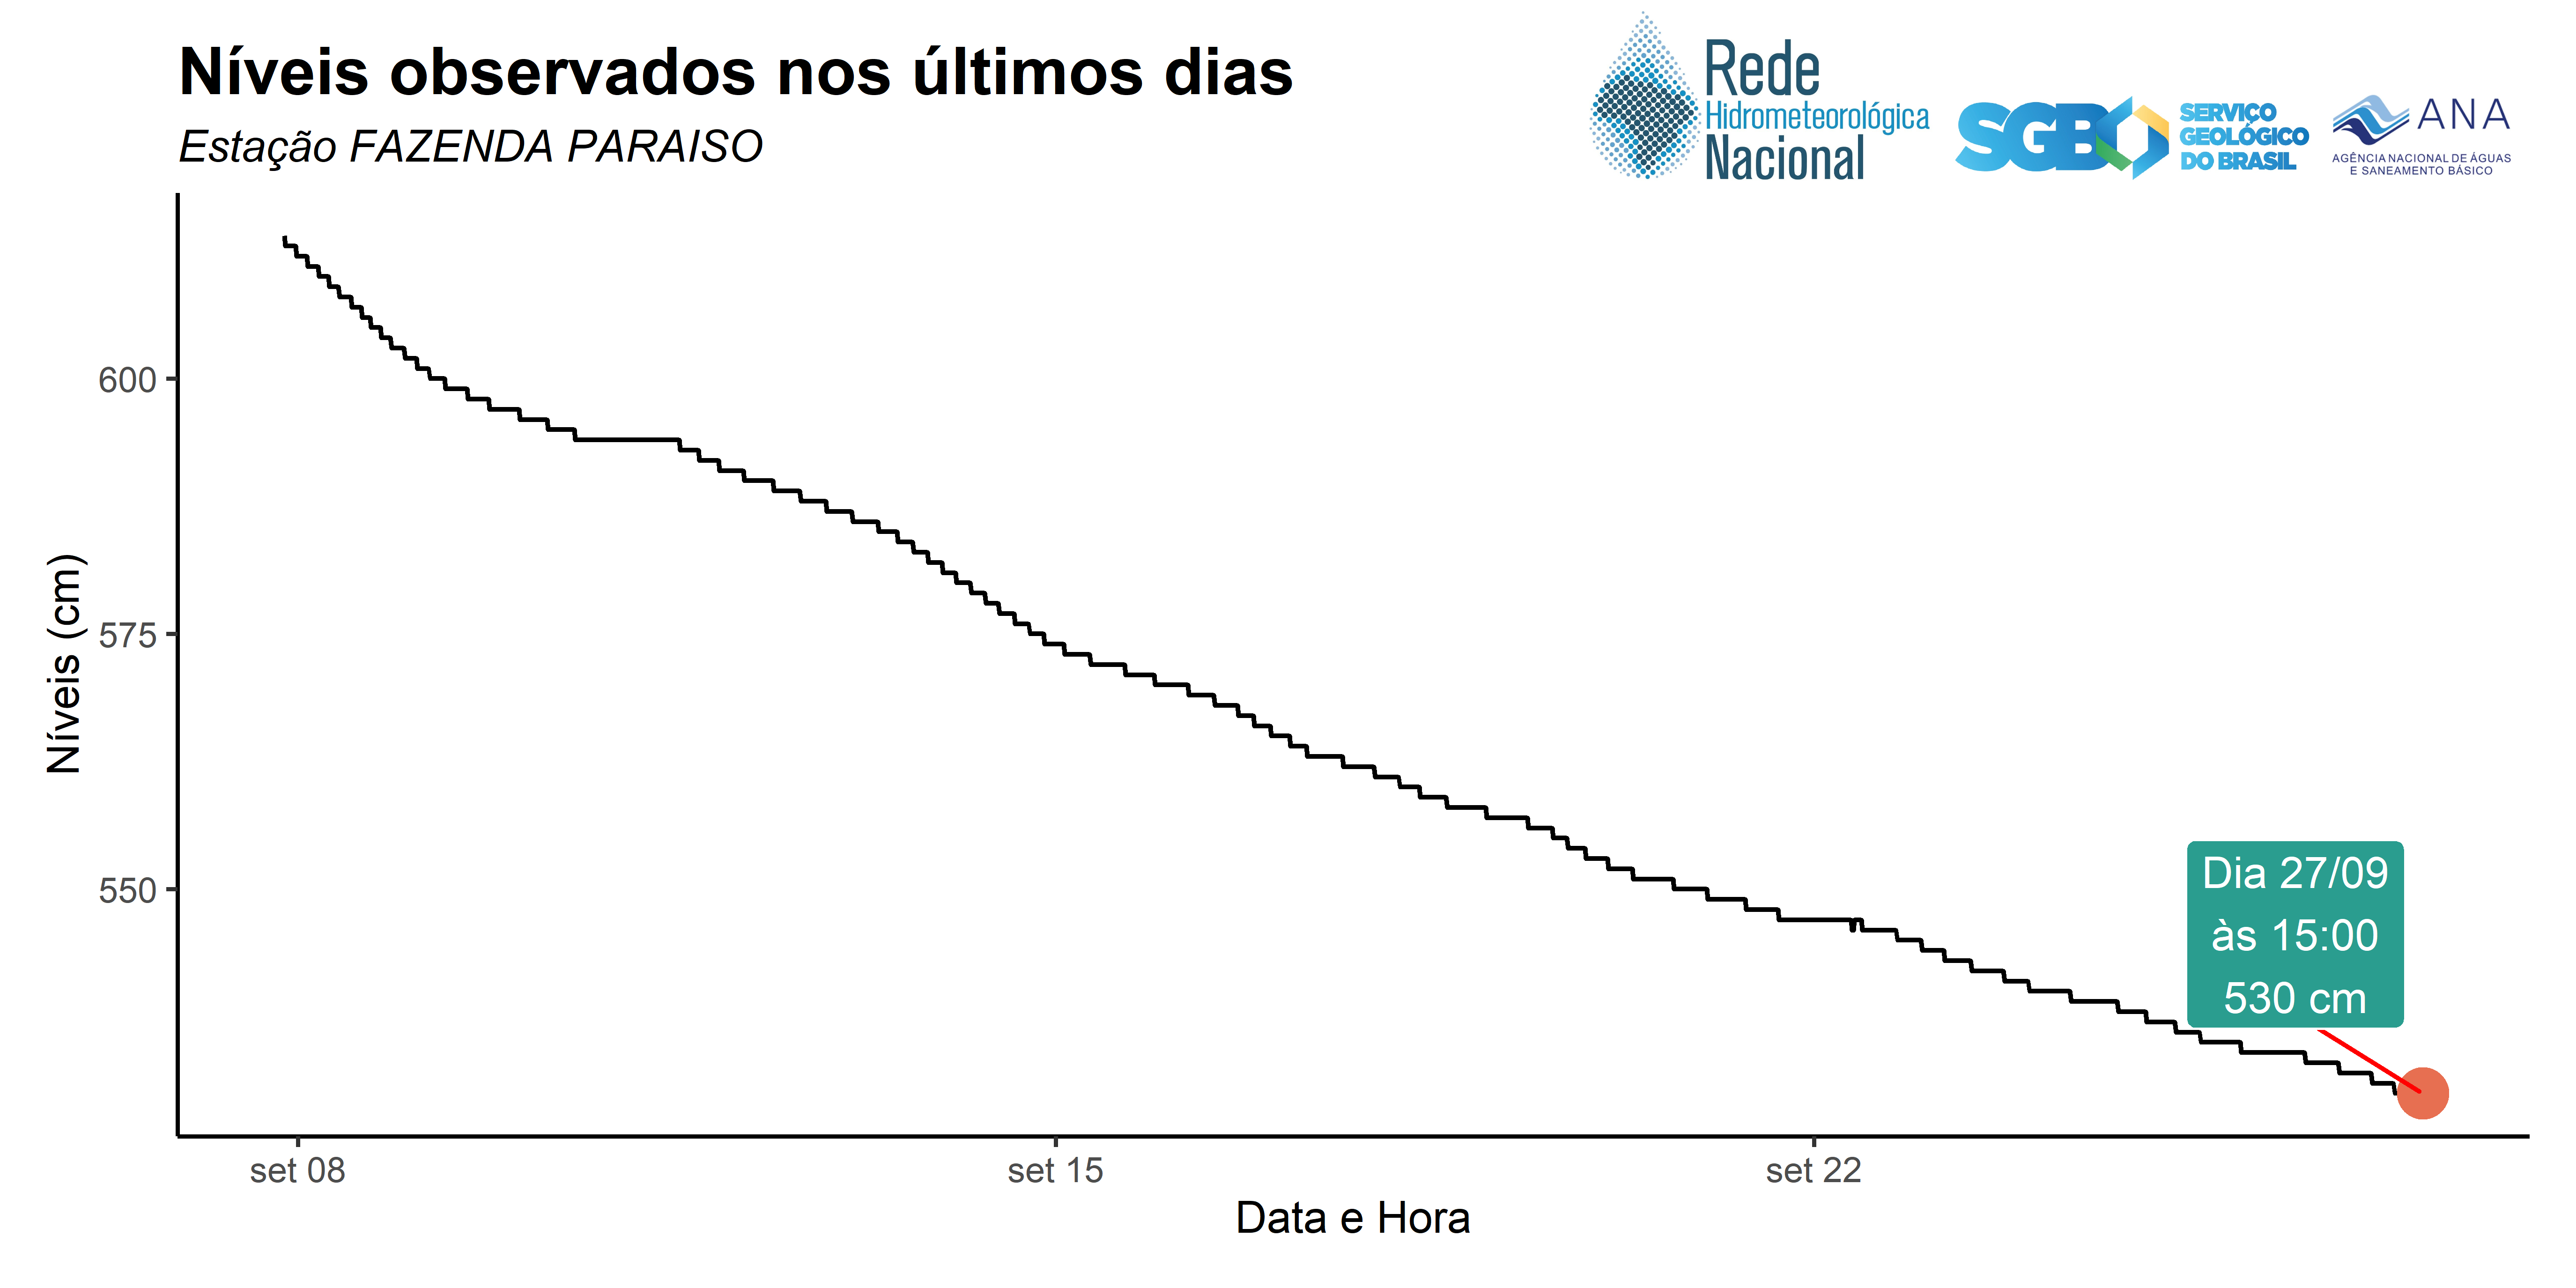 Níveis observados nos últimos dias
Estação FAZENDA PARAISO
Rede
Hidrometeorológica
Nacional
SGB
SERVIÇO
GEOLÓGICO
DO BRASIL
ANA
AGÊNCIA NACIONAL DE ÁGUAS
E SANEAMENTO BÁSICO
Níveis (cm)
600
575
550
Dia 27/09
às 15:00
530 cm
set 08
set 15
set 22
Data e Hora